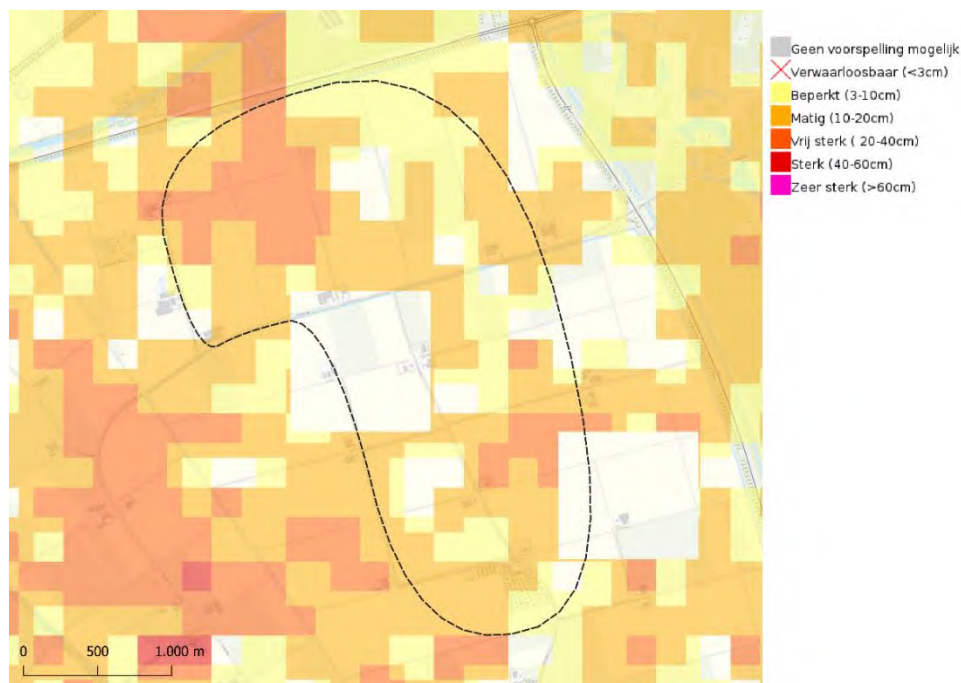 Geen voorspelling mogelijk
Verwaarloosbaar (<3cm)
Beperkt (3-10cm)
Matig (10-20cm)
Vrij sterk ( 20-40cm)
Sterk (40-60cm)
Zeer sterk (>60cm)
0 500 1.000 m